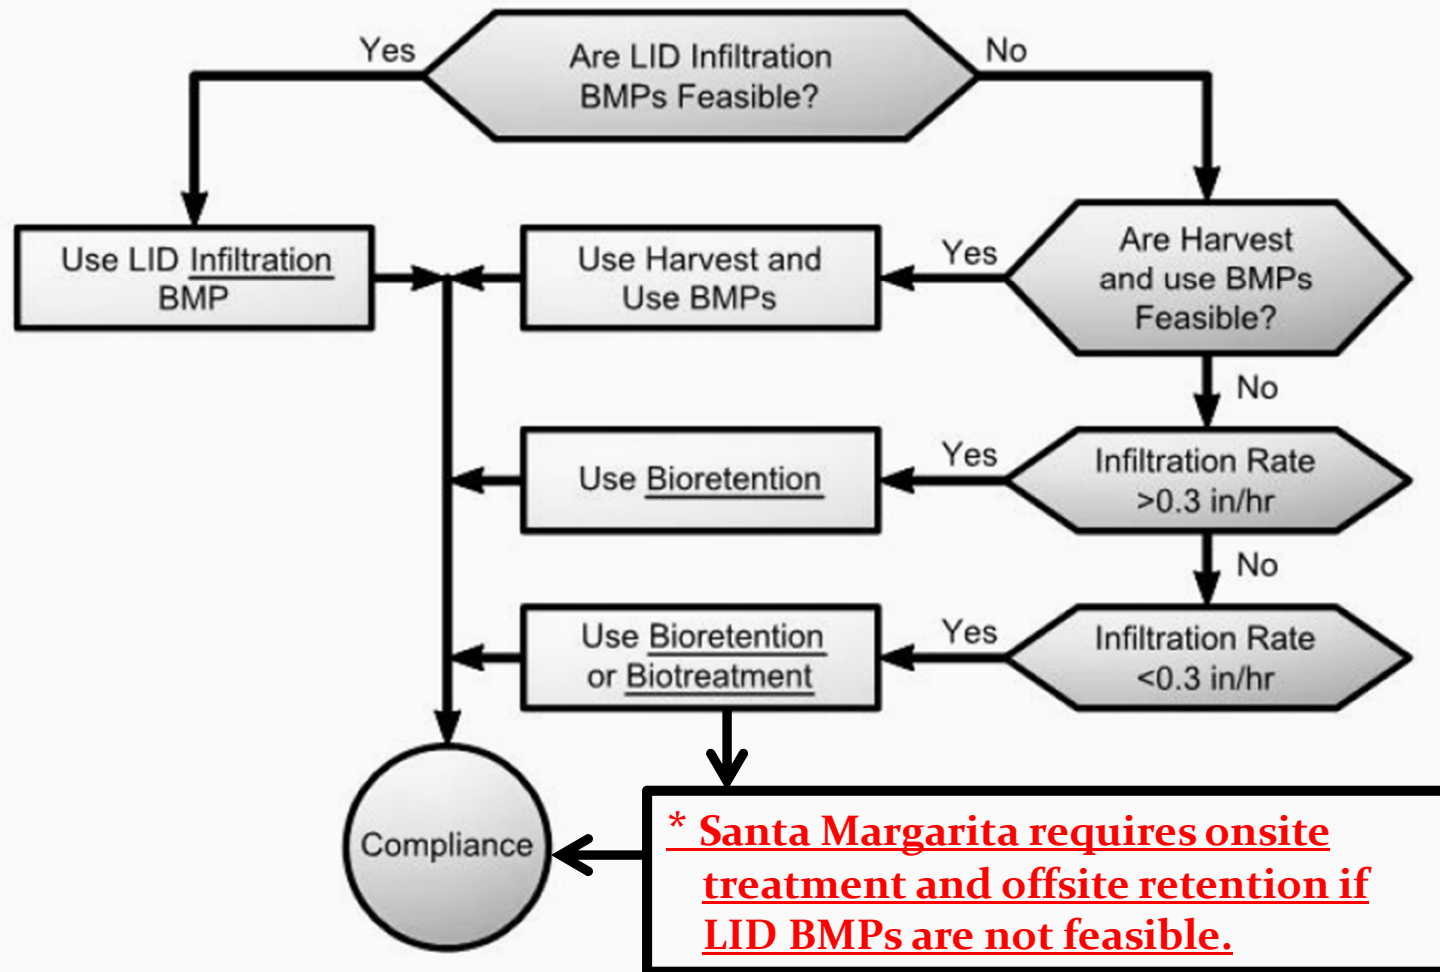 Yes
Are LID Infiltration
BMPs Feasible?
No
Use LID Infiltration
BMP
Use Harvest and
Use BMPs
Yes
Are Harvest
and use BMPs
Feasible?
No
Use Bioretention
Yes
Infiltration Rate
>0.3 in/hr
No
Use Bioretention
or Biotreatment
Yes
Infiltration Rate
<0.3 in/hr
Compliance
* Santa Margarita requires onsite
treatment and offsite retention if
LID BMPs are not feasible.